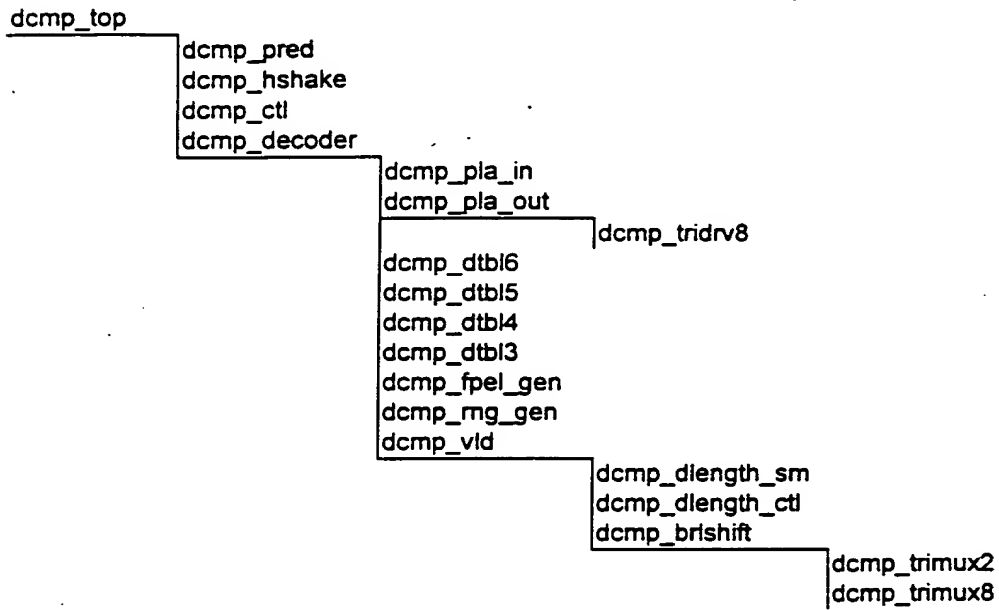 dcmp_top
dcmp_pred
dcmp_hshake
dcmp_ctl
dcmp_decoder
dcmp_pla_in
dcmp_pla_out
dcmp_tridrv8
dcmp_dtbl6
dcmp_dtbl5
dcmp_dtbl4
dcmp_dtbl3
dcmp_fpel_gen
dcmp_rng_gen
dcmp_vld
dcmp_dlength_sm
dcmp_dlength_ctl
dcmp_brlshift
dcmp_trimux2
dcmp_trimux8